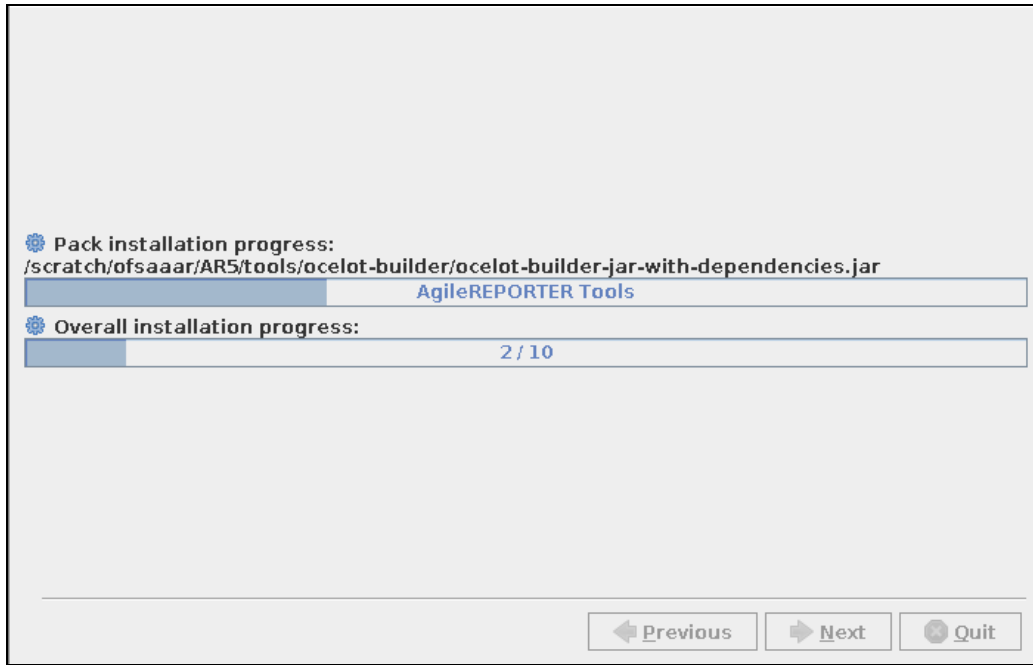 Pack installation progress:
/scratch/ofsaaar/AR5/tools/ocelot-builder/ocelot-builder-jar-with-dependencies.jar
AgileREPORTER Tools
Overall installation progress:
2 / 10
Previous Next Quit